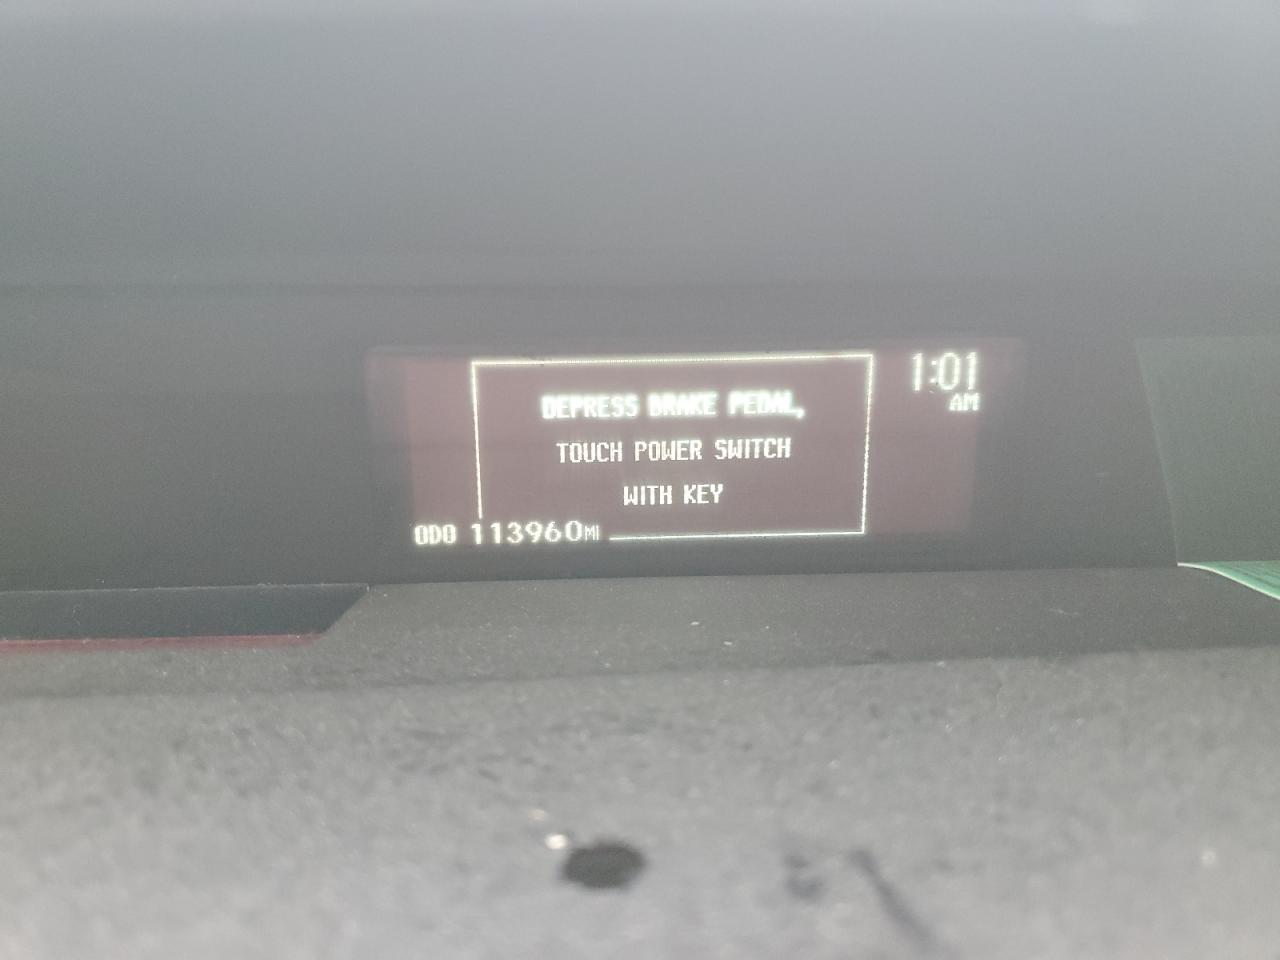 1:01
AM
DEPRESS BRAKE PEDAL,
TOUCH POWER SWITCH
WITH KEY
ODO 113960MI